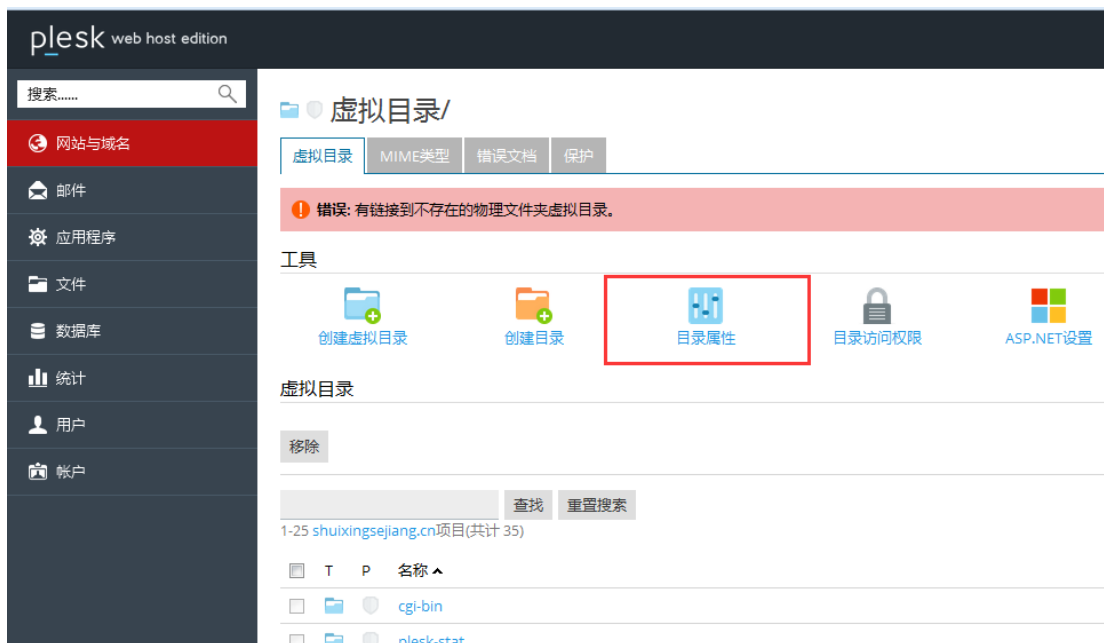 plesk web host edition
搜索......
网站与域名
邮件
应用程序
文件
数据库
统计
用户
帐户
虚拟目录/
虚拟目录 MIME类型 错误文档 保护
错误: 有链接到不存在的物理文件夹虚拟目录。
工具
创建虚拟目录 创建目录 目录属性 目录访问权限 ASP.NET设置
虚拟目录
移除
查找 重置搜索
1-25 shuixingsejiang.cn项目(共计 35)
T P 名称
cgi-bin
plesk-stat